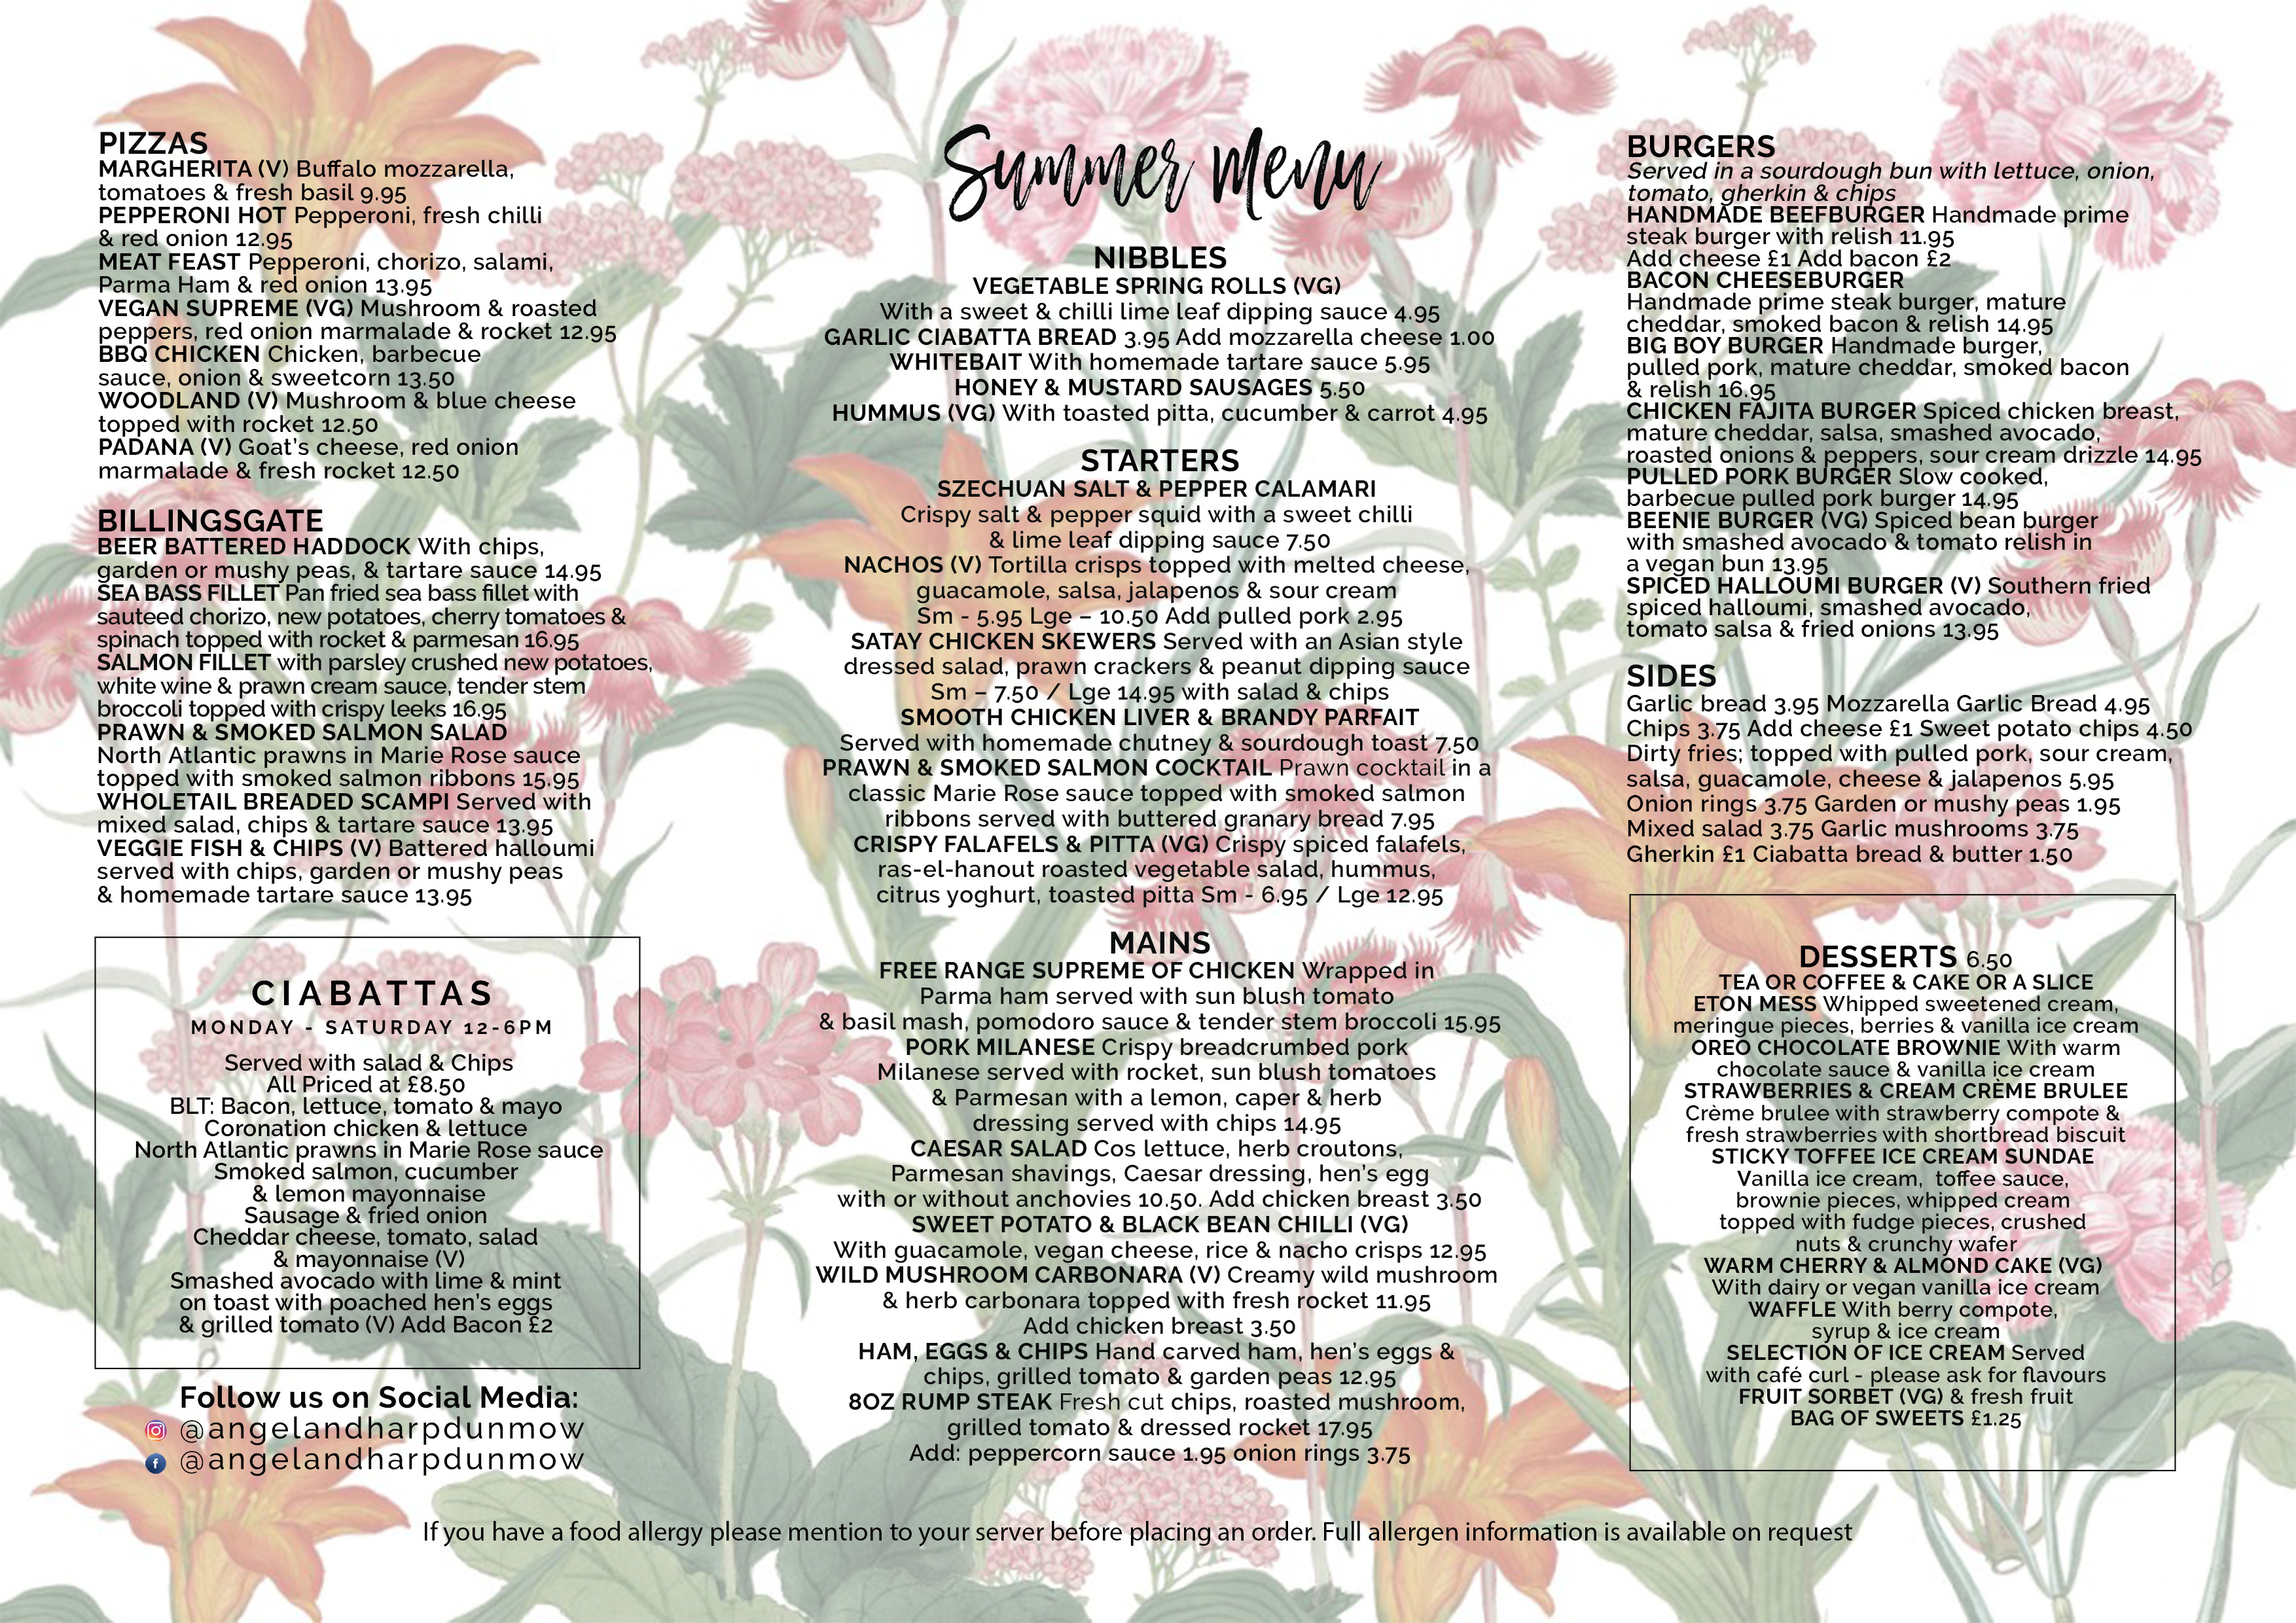 PIZZAS
MARGHERITA (V) Buffalo mozzarella,
tomatoes & fresh basil 9.95
PEPPERONI HOT Pepperoni, fresh chilli
& red onion 12.95
MEAT FEAST Pepperoni, chorizo, salami,
Parma Ham & red onion 13.95
VEGAN SUPREME (VG) Mushroom & roasted
peppers, red onion marmalade & rocket 12.95
BBQ CHICKEN Chicken, barbecue
sauce, onion & sweetcorn 13.50
WOODLAND (V) Mushroom & blue cheese
topped with rocket 12.50
PADANA (V) Goat's cheese, red onion
marmalade & fresh rocket 12.50
BILLINGSGATE
BEER BATTERED HADDOCK With chips,
garden or mushy peas, & tartare sauce 14.95
SEA BASS FILLET Pan fried sea bass fillet with
sauteed chorizo, new potatoes, cherry tomatoes &
spinach topped with rocket & parmesan 16.95
SALMON FILLET with parsley crushed new potatoes,
white wine & prawn cream sauce, tender stem
broccoli topped with crispy leeks 16.95
PRAWN & SMOKED SALMON SALAD
North Atlantic prawns in Marie Rose sauce
topped with smoked salmon ribbons 15.95
WHOLETAIL BREADED SCAMPI Served with
mixed salad, chips & tartare sauce 13.95
VEGGIE FISH & CHIPS (V) Battered halloumi
served with chips, garden or mushy peas
& homemade tartare sauce 13.95
CIABATTAS
MONDAY - SATURDAY 12-6PM
Served with salad & Chips
All Priced at £8.50
BLT: Bacon, lettuce, tomato & mayo
Coronation chicken & lettuce
North Atlantic prawns in Marie Rose sauce
Smoked salmon, cucumber
& lemon mayonnaise
Sausage & fried onion
Cheddar cheese, tomato, salad
& mayonnaise (V)
Smashed avocado with lime & mint
on toast with poached hen's eggs
& grilled tomato (V) Add Bacon £2
Follow us on Social Media:
@angelandharpdunmow
@angelandharpdunmow
Summer Menu
NIBBLES
VEGETABLE SPRING ROLLS (VG)
With a sweet & chilli lime leaf dipping sauce 4.95
GARLIC CIABATTA BREAD 3.95 Add mozzarella cheese 1.00
WHITEBAIT With homemade tartare sauce 5.95
HONEY & MUSTARD SAUSAGES 5.50
HUMMUS (VG) With toasted pitta, cucumber & carrot 4.95
STARTERS
SZECHUAN SALT & PEPPER CALAMARI
Crispy salt & pepper squid with a sweet chilli
& lime leaf dipping sauce 7.50
NACHOS (V) Tortilla crisps topped with melted cheese,
guacamole, salsa, jalapenos & sour cream
Sm - 5.95 Lge – 10.50 Add pulled pork 2.95
SATAY CHICKEN SKEWERS Served with an Asian style
dressed salad, prawn crackers & peanut dipping sauce
Sm – 7.50 / Lge 14.95 with salad & chips
SMOOTH CHICKEN LIVER & BRANDY PARFAIT
Served with homemade chutney & sourdough toast 7.50
PRAWN & SMOKED SALMON COCKTAIL Prawn cocktail in a
classic Marie Rose sauce topped with smoked salmon
ribbons served with buttered granary bread 7.95
CRISPY FALAFELS & PITTA (VG) Crispy spiced falafels,
ras-el-hanout roasted vegetable salad, hummus,
citrus yoghurt, toasted pitta Sm - 6.95 / Lge 12.95
MAINS
FREE RANGE SUPREME OF CHICKEN Wrapped in
Parma ham served with sun blush tomato
& basil mash, pomodoro sauce & tender stem broccoli 15.95
PORK MILANESE Crispy breadcrumbed pork
Milanese served with rocket, sun blush tomatoes
& Parmesan with a lemon, caper & herb
dressing served with chips 14.95
CAESAR SALAD Cos lettuce, herb croutons,
Parmesan shavings, Caesar dressing, hen's egg
with or without anchovies 10.50. Add chicken breast 3.50
SWEET POTATO & BLACK BEAN CHILLI (VG)
With guacamole, vegan cheese, rice & nacho crisps 12.95
WILD MUSHROOM CARBONARA (V) Creamy wild mushroom
& herb carbonara topped with fresh rocket 11.95
Add chicken breast 3.50
HAM, EGGS & CHIPS Hand carved ham, hen's eggs &
chips, grilled tomato & garden peas 12.95
8OZ RUMP STEAK Fresh cut chips, roasted mushroom,
grilled tomato & dressed rocket 17.95
Add: peppercorn sauce 1.95 onion rings 3.75
BURGERS
Served in a sourdough bun with lettuce, onion,
tomato, gherkin & chips
HANDMADE BEEFBURGER Handmade prime
steak burger with relish 11.95
Add cheese £1 Add bacon £2
BACON CHEESEBURGER
Handmade prime steak burger, mature
cheddar, smoked bacon & relish 14.95
BIG BOY BURGER Handmade burger,
pulled pork, mature cheddar, smoked bacon
& relish 16.95
CHICKEN FAJITA BURGER Spiced chicken breast,
mature cheddar, salsa, smashed avocado,
roasted onions & peppers, sour cream drizzle 14.95
PULLED PORK BURGER Slow cooked,
barbecue pulled pork burger 14.95
BEENIE BURGER (VG) Spiced bean burger
with smashed avocado & tomato relish in
a vegan bun 13.95
SPICED HALLOUMI BURGER (V) Southern fried
spiced halloumi, smashed avocado,
tomato salsa & fried onions 13.95
SIDES
Garlic bread 3.95 Mozzarella Garlic Bread 4.95
Chips 3.75 Add cheese £1 Sweet potato chips 4.50
Dirty fries; topped with pulled pork, sour cream,
salsa, guacamole, cheese & jalapenos 5.95
Onion rings 3.75 Garden or mushy peas 1.95
Mixed salad 3.75 Garlic mushrooms 3.75
Gherkin £1 Ciabatta bread & butter 1.50
DESSERTS 6.50
TEA OR COFFEE & CAKE OR A SLICE
ETON MESS Whipped sweetened cream,
meringue pieces, berries & vanilla ice cream
OREO CHOCOLATE BROWNIE With warm
chocolate sauce & vanilla ice cream
STRAWBERRIES & CREAM CRÈME BRULEE
Crème brulee with strawberry compote &
fresh strawberries with shortbread biscuit
STICKY TOFFEE ICE CREAM SUNDAE
Vanilla ice cream, toffee sauce,
brownie pieces, whipped cream
topped with fudge pieces, crushed
nuts & crunchy wafer
WARM CHERRY & ALMOND CAKE (VG)
With dairy or vegan vanilla ice cream
WAFFLE With berry compote,
syrup & ice cream
SELECTION OF ICE CREAM Served
with café curl - please ask for flavours
FRUIT SORBET (VG) & fresh fruit
BAG OF SWEETS £1.25
If you have a food allergy please mention to your server before placing an order. Full allergen information is available on request